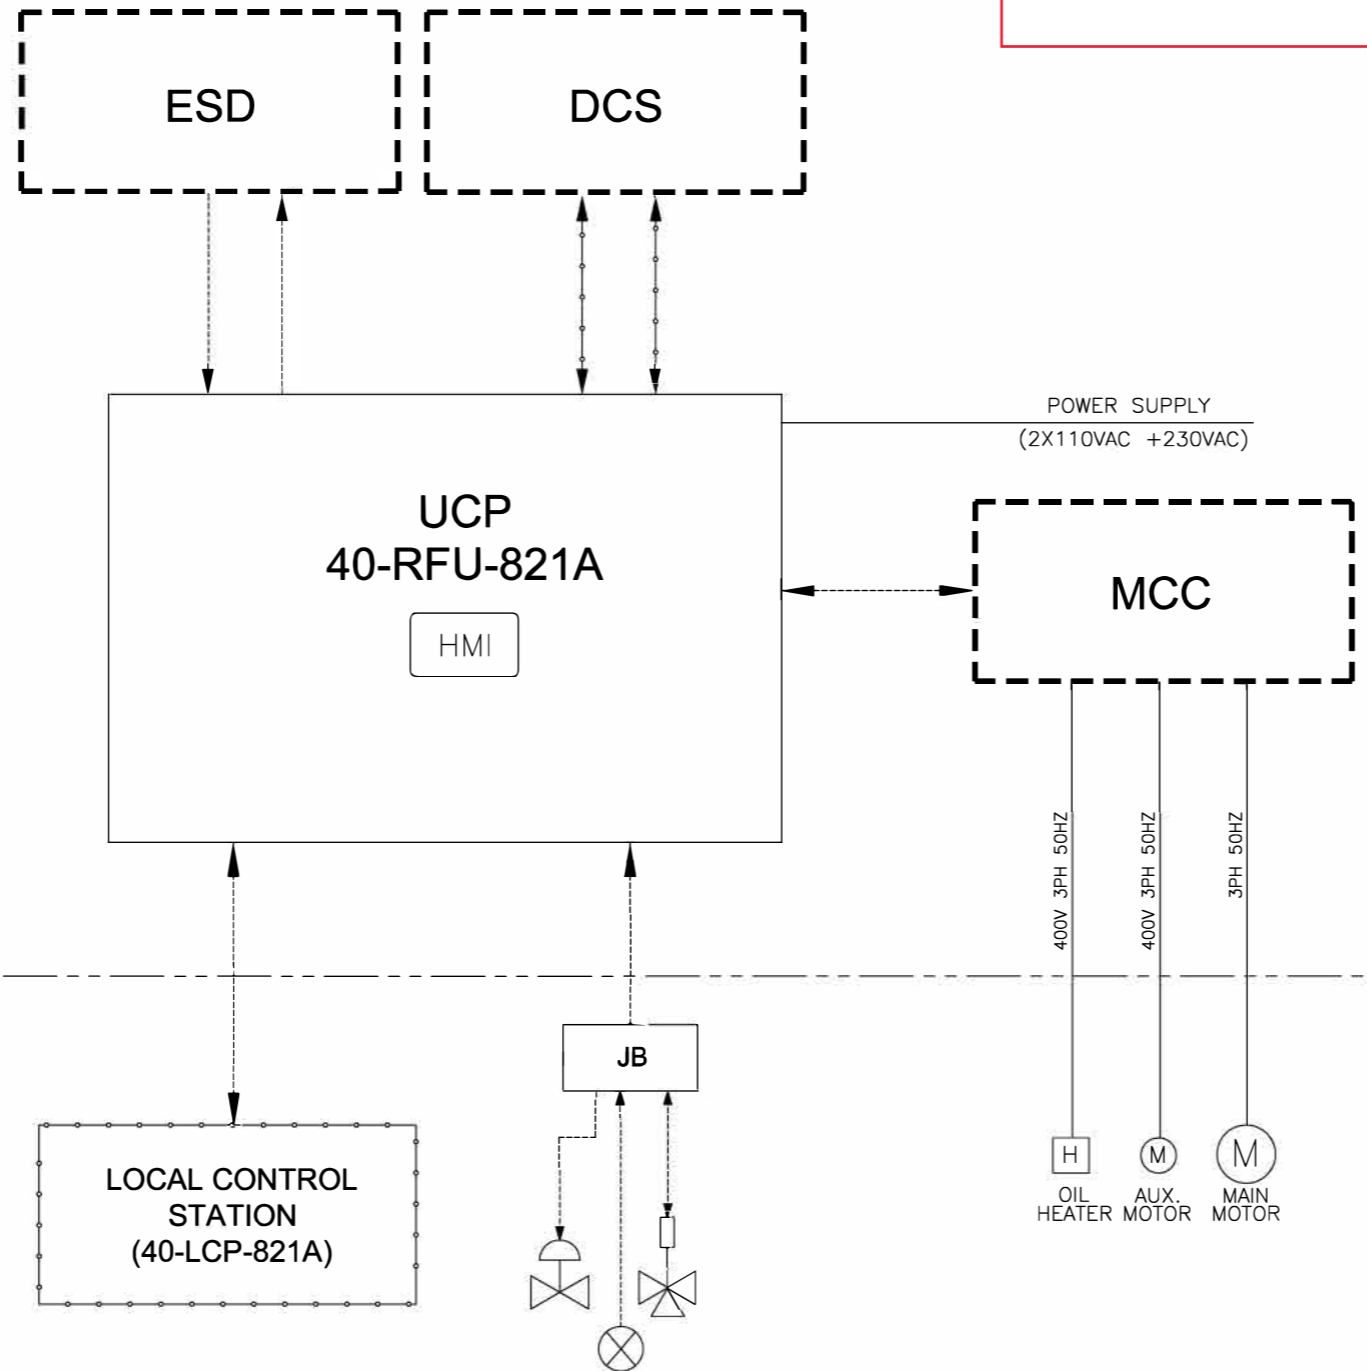 ESD
DCS
POWER SUPPLY
(2X110VAC +230VAC)
UCP
40-RFU-821A
HMI
MCC
400V 3PH 50HZ
400V 3PH 50HZ
3PH 50HZ
JB
LOCAL CONTROL
STATION
(40-LCP-821A)
H
OIL
HEATER
M
AUX.
MOTOR
M
MAIN
MOTOR